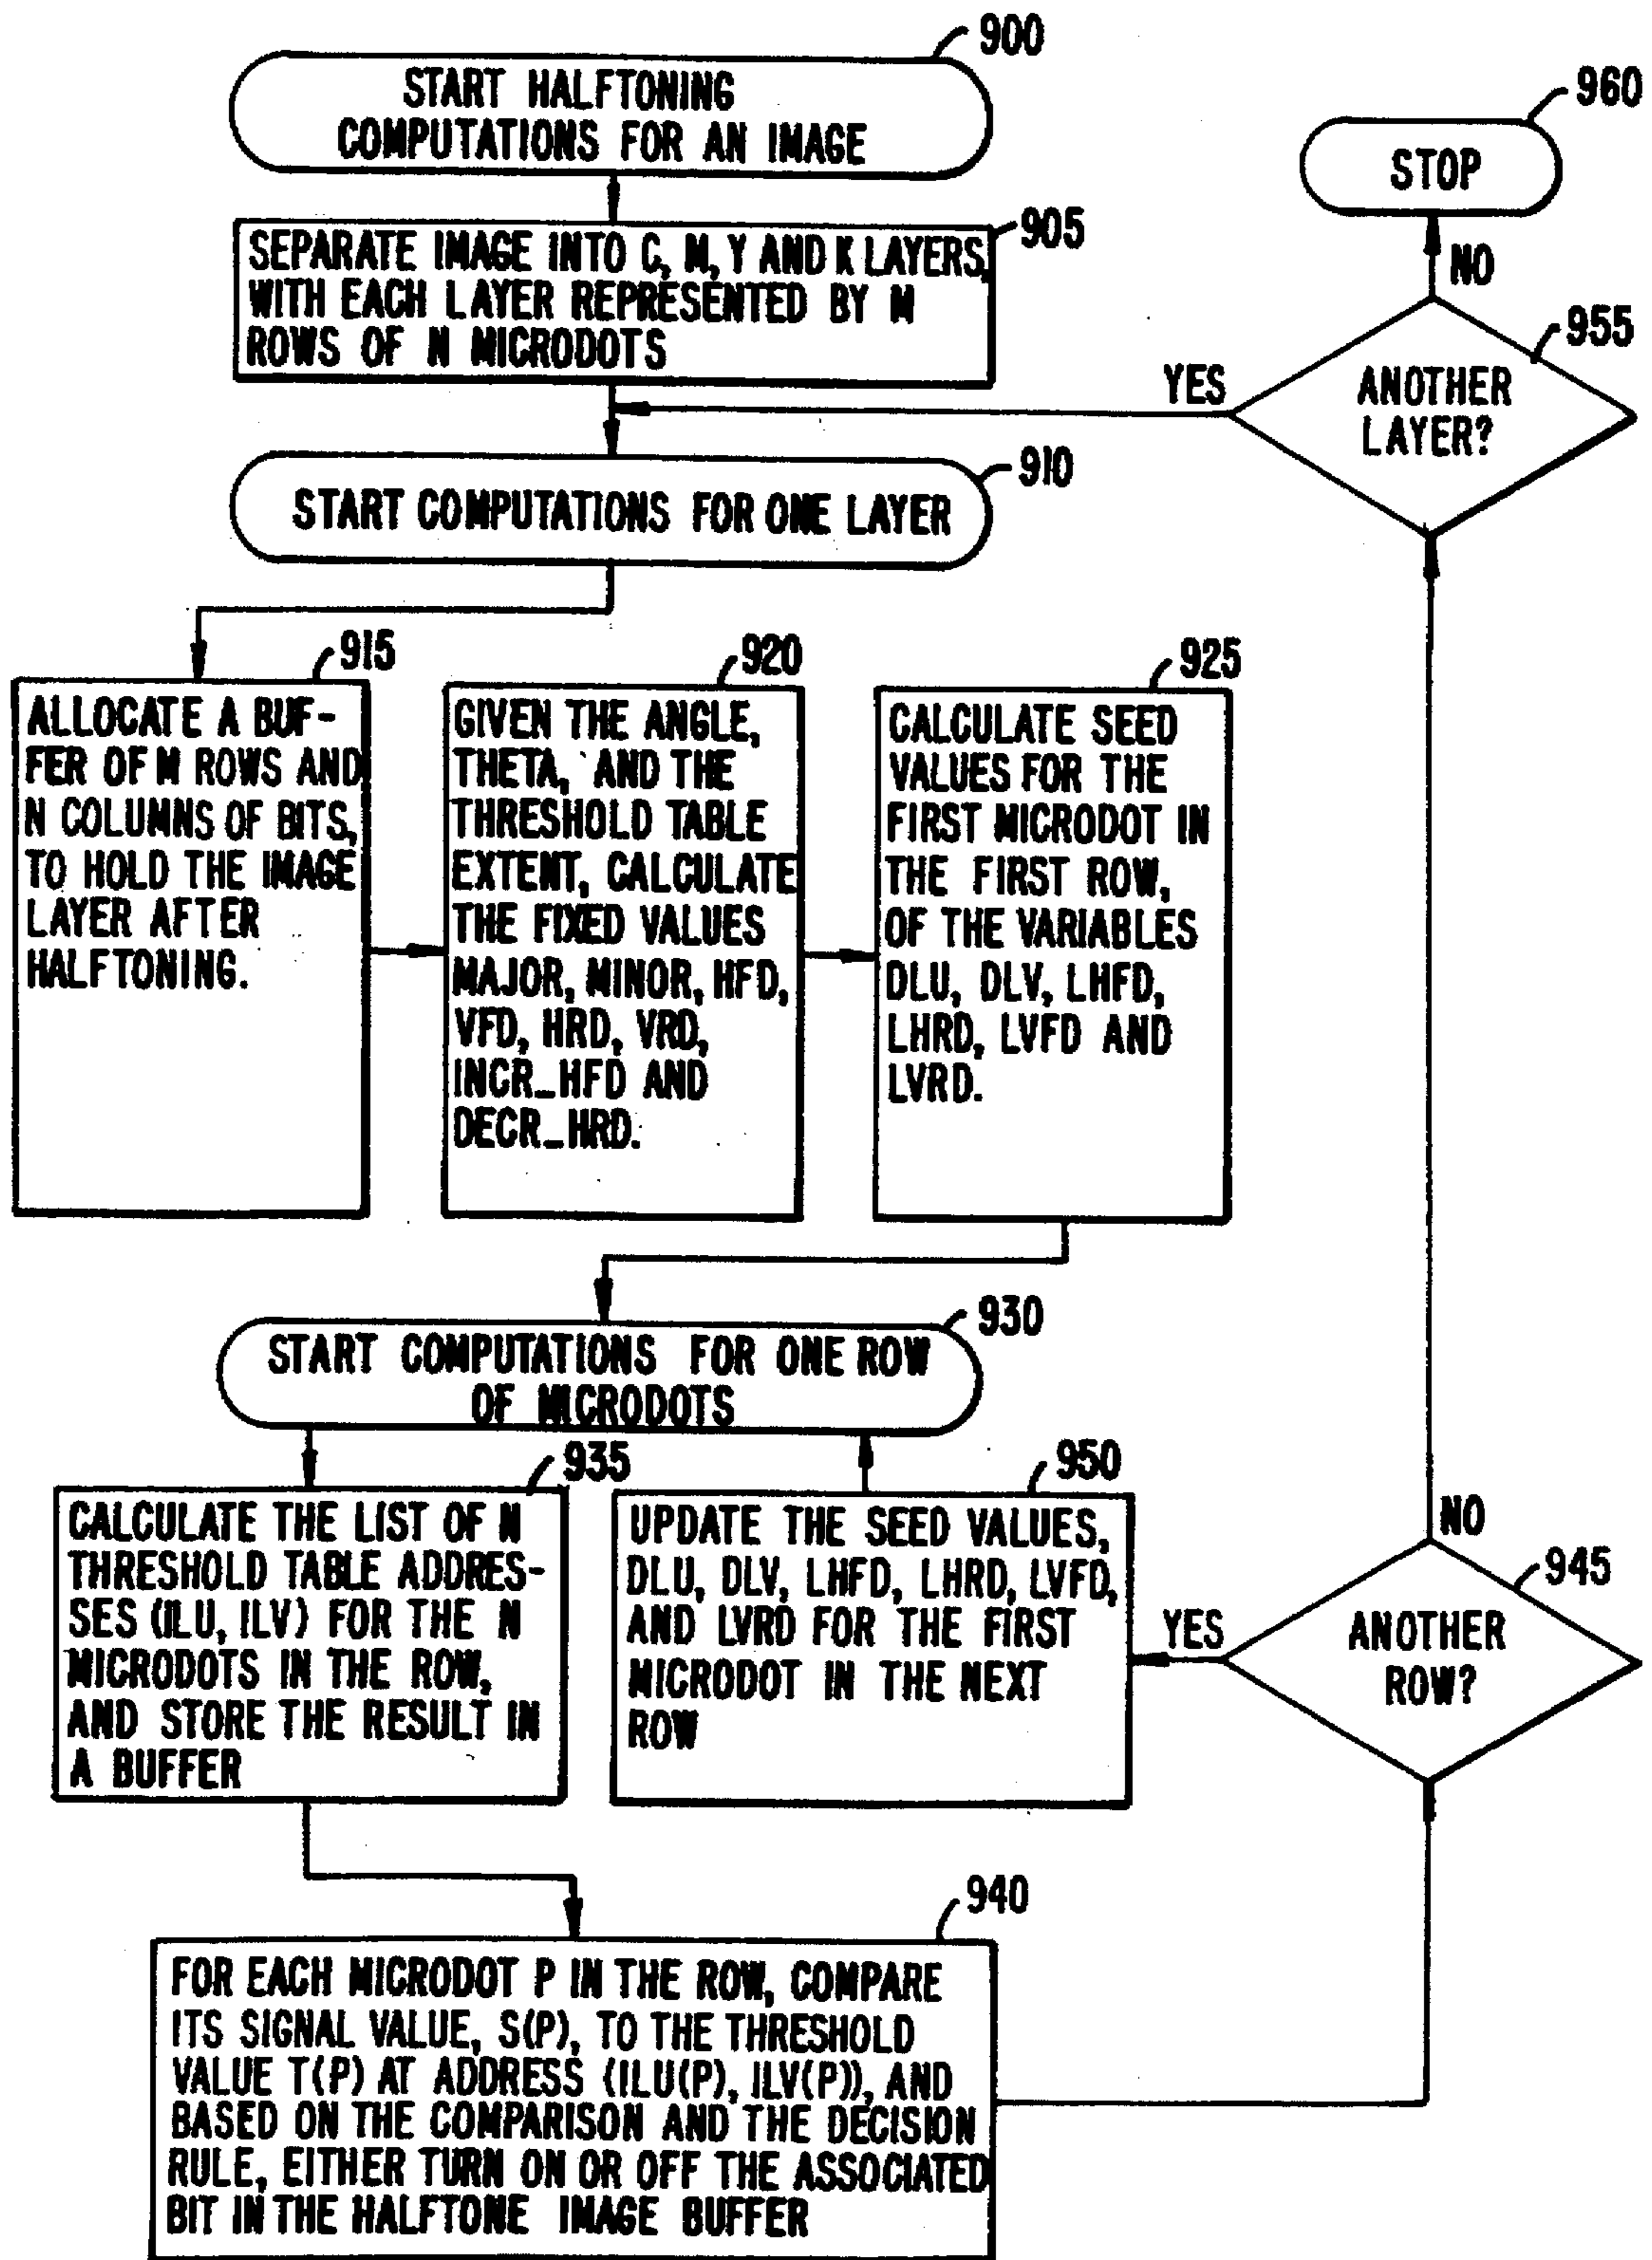 900
START HALFTONING
COMPUTATIONS FOR AN IMAGE
905
SEPARATE IMAGE INTO C, M, Y AND K LAYERS,
WITH EACH LAYER REPRESENTED BY M
ROWS OF N MICRODOTS
910
START COMPUTATIONS FOR ONE LAYER
915
ALLOCATE A BUF-
FER OF M ROWS AND
N COLUMNS OF BITS,
TO HOLD THE IMAGE
LAYER AFTER
HALFTONING.
920
GIVEN THE ANGLE,
THETA, AND THE
THRESHOLD TABLE
EXTENT, CALCULATE
THE FIXED VALUES
MAJOR, MINOR, HFD,
VFD, HRD, VRD,
INCR_HFD AND
DECR_HRD.
925
CALCULATE SEED
VALUES FOR THE
FIRST MICRODOT IN
THE FIRST ROW,
OF THE VARIABLES
DLU, DLV, LHFD,
LHRD, LVFD AND
LVRD.
930
START COMPUTATIONS FOR ONE ROW
OF MICRODOTS
935
CALCULATE THE LIST OF N
THRESHOLD TABLE ADDRES-
SES (ILU, ILV) FOR THE N
MICRODOTS IN THE ROW,
AND STORE THE RESULT IN
A BUFFER
950
UPDATE THE SEED VALUES,
DLU, DLV, LHFD, LHRD, LVFD,
AND LVRD FOR THE FIRST
MICRODOT IN THE NEXT
ROW
940
FOR EACH MICRODOT P IN THE ROW, COMPARE
ITS SIGNAL VALUE, S(P), TO THE THRESHOLD
VALUE T(P) AT ADDRESS (ILU(P), ILV(P)), AND
BASED ON THE COMPARISON AND THE DECISION
RULE, EITHER TURN ON OR OFF THE ASSOCIATED
BIT IN THE HALFTONE IMAGE BUFFER
945
ANOTHER
ROW?
YES
NO
955
ANOTHER
LAYER?
YES
NO
960
STOP